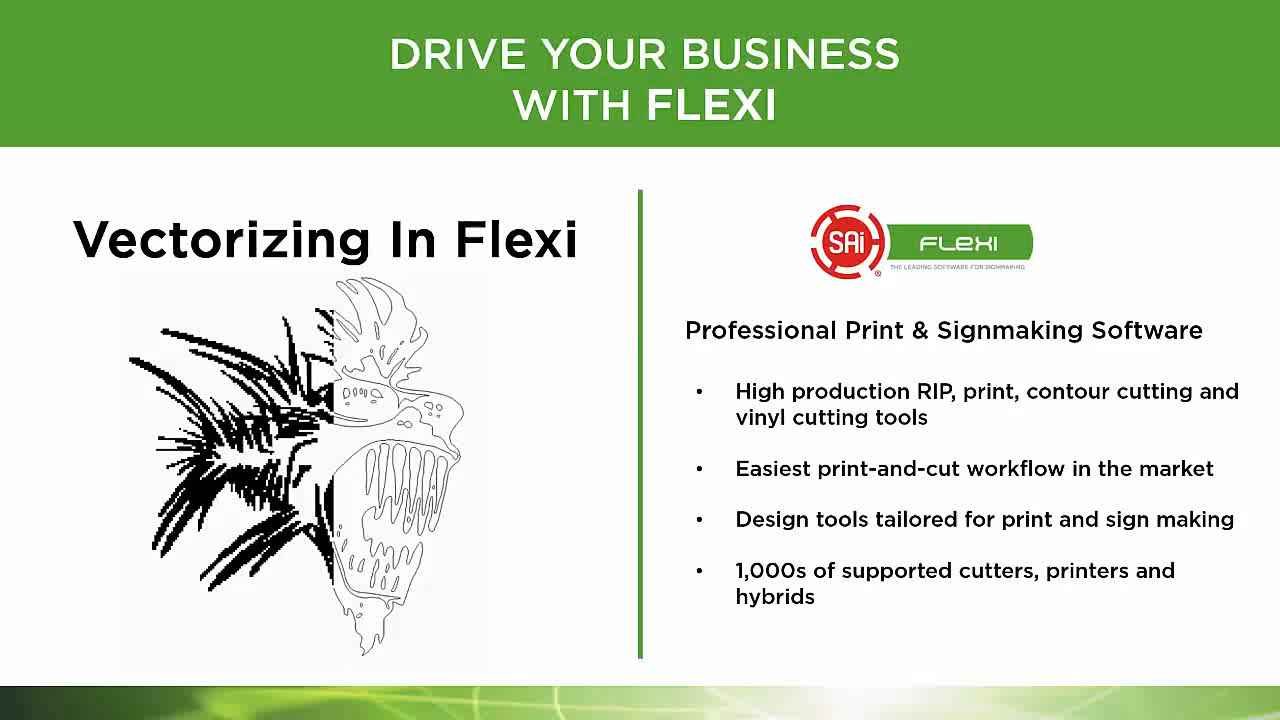 DRIVE YOUR BUSINESS
WITH FLEXI
Vectorizing In Flexi
SAi
FLEXI
®
THE LEADING SOFTWARE FOR SIGNMAKING
Professional Print & Signmaking Software
• High production RIP, print, contour cutting and
vinyl cutting tools
• Easiest print-and-cut workflow in the market
• Design tools tailored for print and sign making
• 1,000s of supported cutters, printers and
hybrids